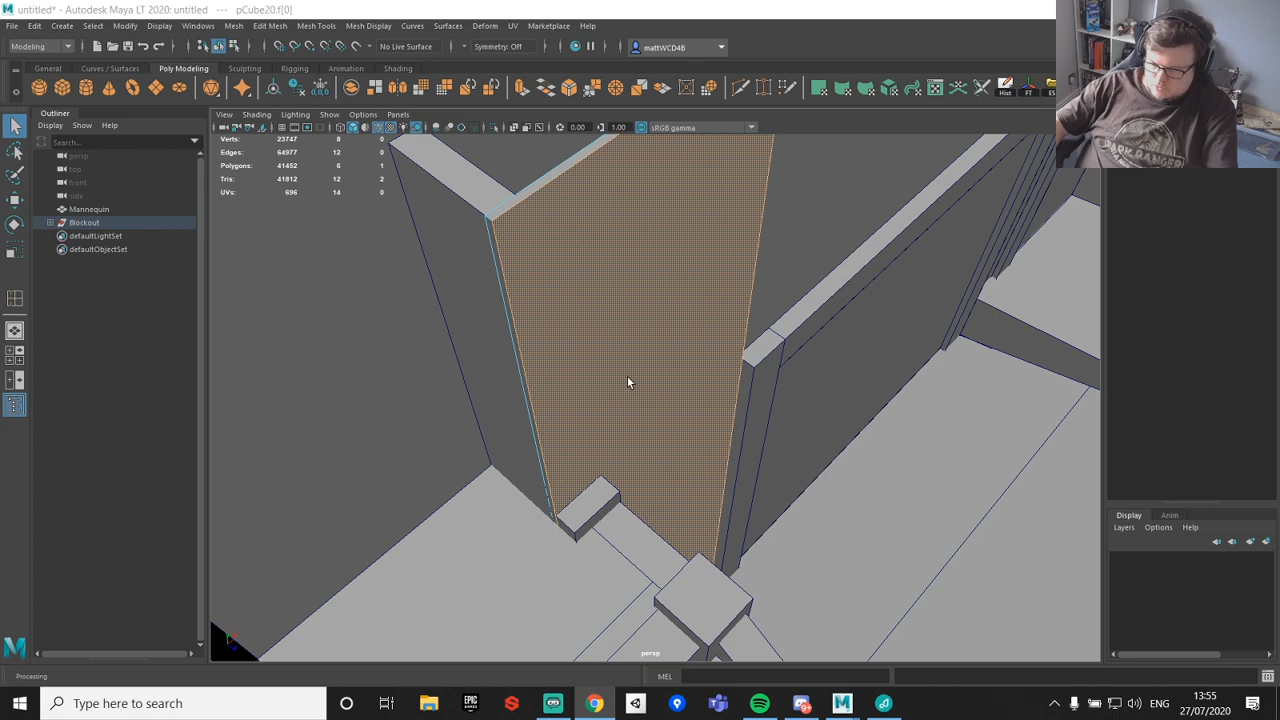 untitled* - Autodesk Maya LT 2020: untitled --- pCube20.f[0]
File Edit Create Select Modify Display Windows Mesh Edit Mesh Mesh Tools Mesh Display Curves Surfaces Deform UV Marketplace Help
Modeling No Live Surface Symmetry: Off mattWCD4B
General Curves / Surfaces Poly Modeling Sculpting Rigging Animation Shading
Hist FT
Outliner
Display Show Help
Search...
persp
top
front
side
Mannequin
Blockout
defaultLightSet
defaultObjectSet
View Shading Lighting Show Options Panels
0.00 1.00 sRGB gamma
Verts: 23747 8 0
Edges: 64977 12 0
Polygons: 41452 6 1
Tris: 41812 12 2
UVs: 696 14 0
persp
DARK DANGER
Display Anim
Layers Options Help
Processing
MEL
Type here to search
ENG
13:55
27/07/2020